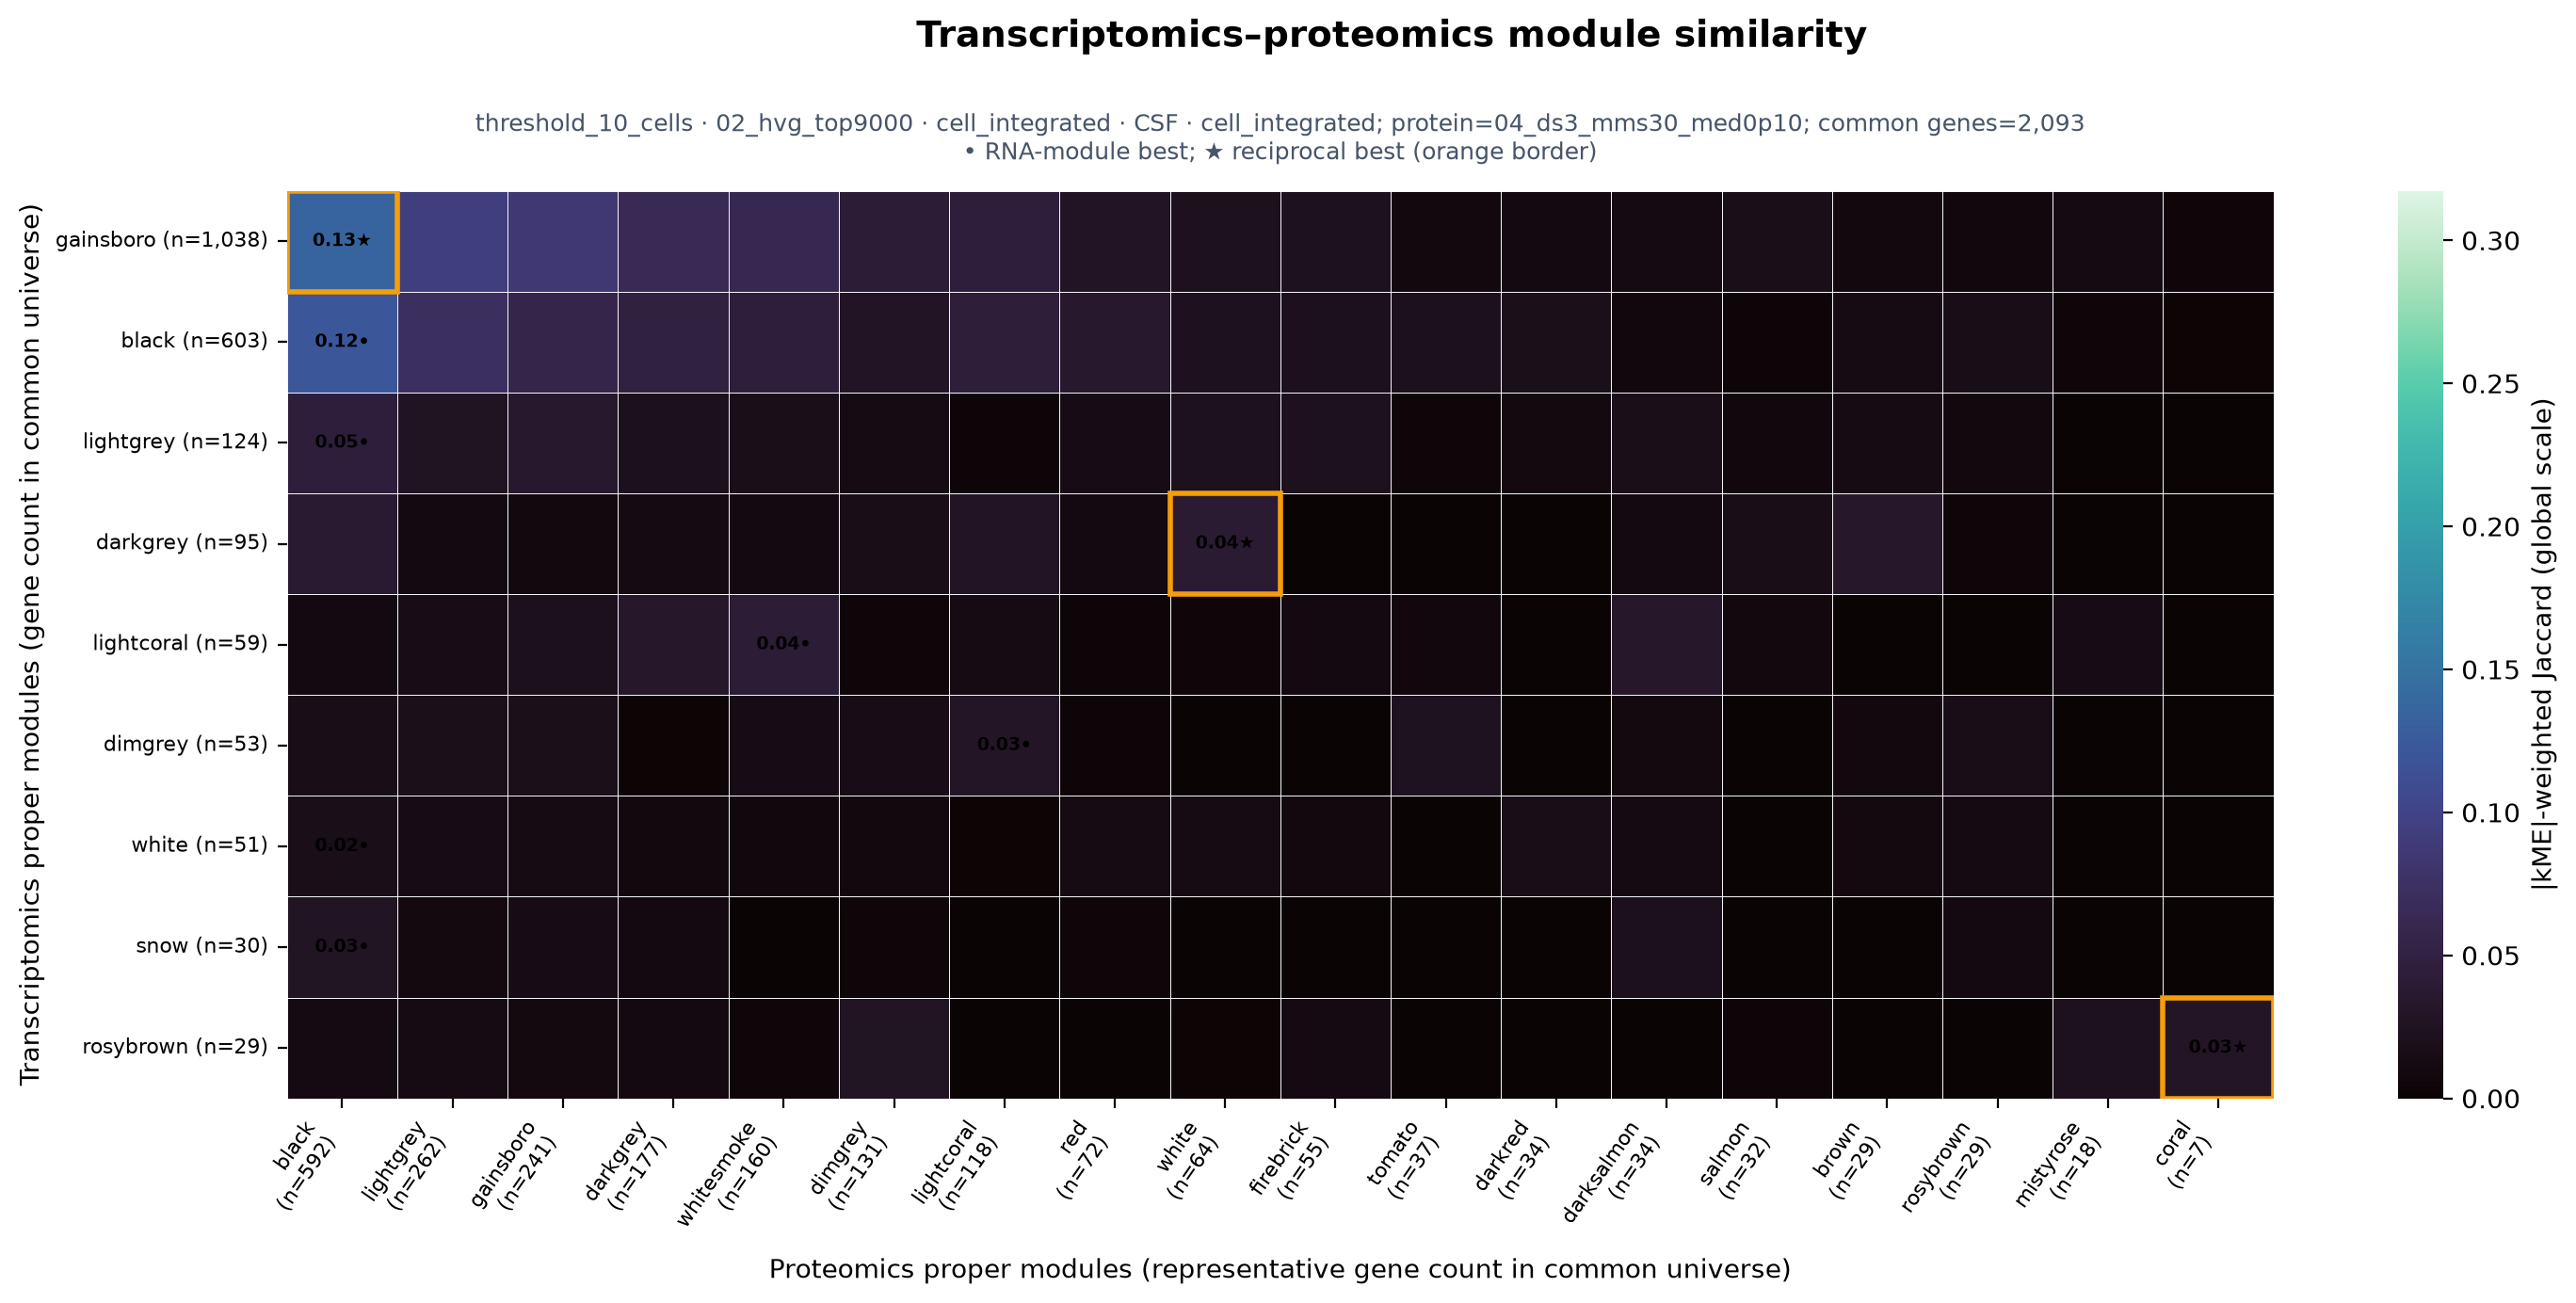 Transcriptomics–proteomics module similarity
threshold_10_cells · 02_hvg_top9000 · cell_integrated · CSF · cell_integrated; protein=04_ds3_mms30_med0p10; common genes=2,093
• RNA-module best; ★ reciprocal best (orange border)
Transcriptomics proper modules (gene count in common universe)
gainsboro (n=1,038)
black (n=603)
lightgrey (n=124)
darkgrey (n=95)
lightcoral (n=59)
dimgrey (n=53)
white (n=51)
snow (n=30)
rosybrown (n=29)
0.13★
0.12•
0.05•
0.04★
0.04•
0.03•
0.02•
0.03•
0.03★
black
(n=592)
lightgrey
(n=262)
gainsboro
(n=241)
darkgrey
(n=177)
whitesmoke
(n=160)
dimgrey
(n=131)
lightcoral
(n=118)
red
(n=72)
white
(n=64)
firebrick
(n=55)
tomato
(n=37)
darkred
(n=34)
darksalmon
(n=34)
salmon
(n=32)
brown
(n=29)
rosybrown
(n=29)
mistyrose
(n=18)
coral
(n=7)
Proteomics proper modules (representative gene count in common universe)
0.30
0.25
0.20
0.15
0.10
0.05
0.00
|kME|-weighted Jaccard (global scale)